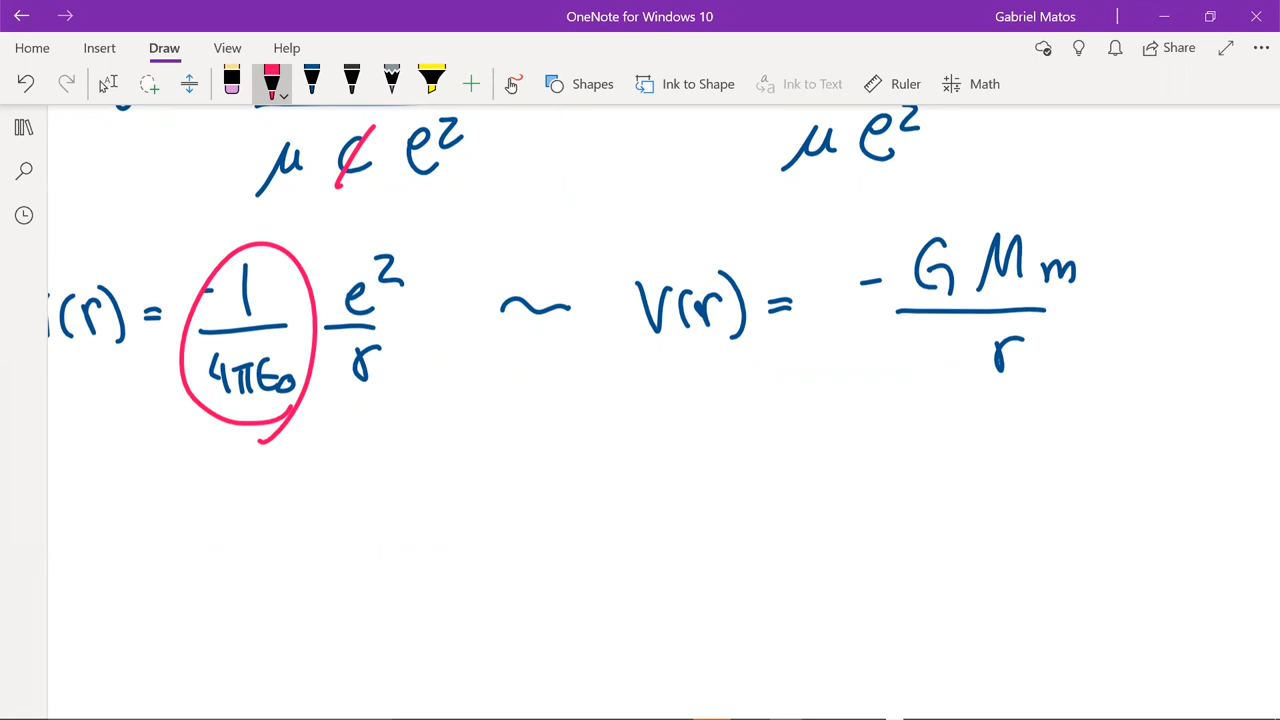 OneNote for Windows 10
Gabriel Matos
Home Insert Draw View Help
Share
Shapes Ink to Shape Ink to Text Ruler Math
μ c e² μ e²
(r) = -1/4πε₀ e²/r ~ V(r) = -GMm/r